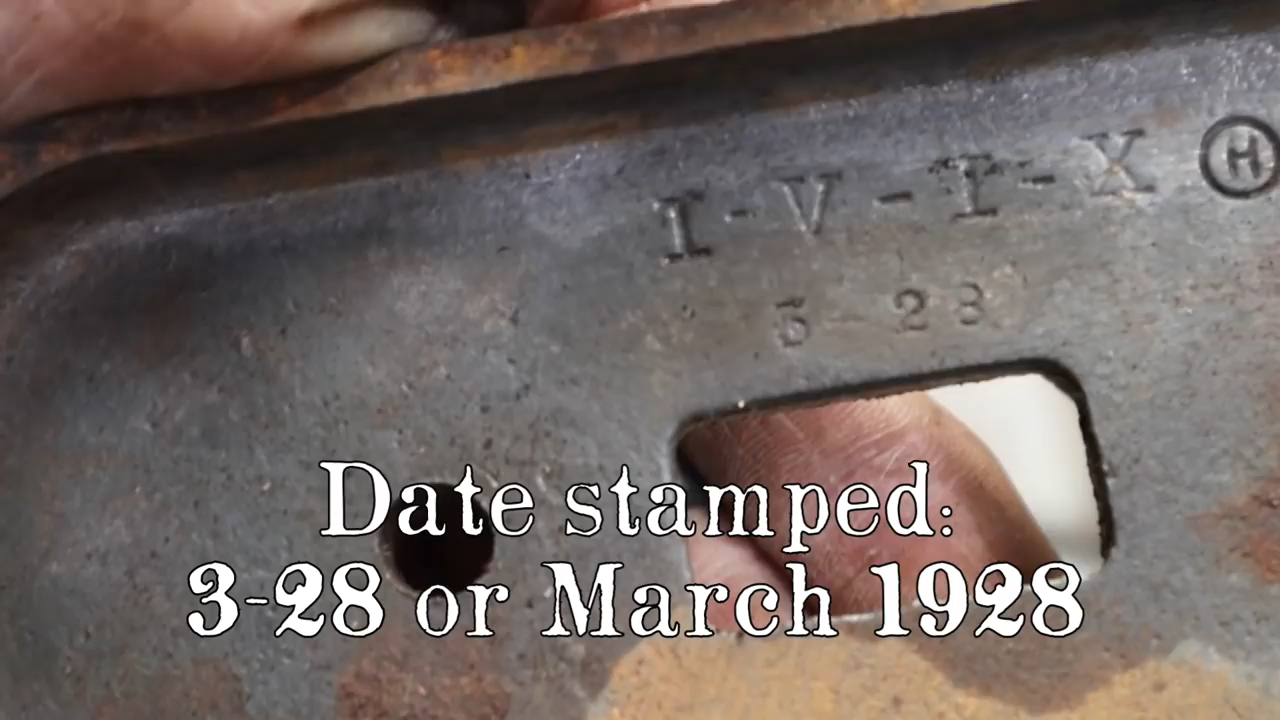 I-V-I-X Ⓗ
3-28
Date stamped:
3-28 or March 1928